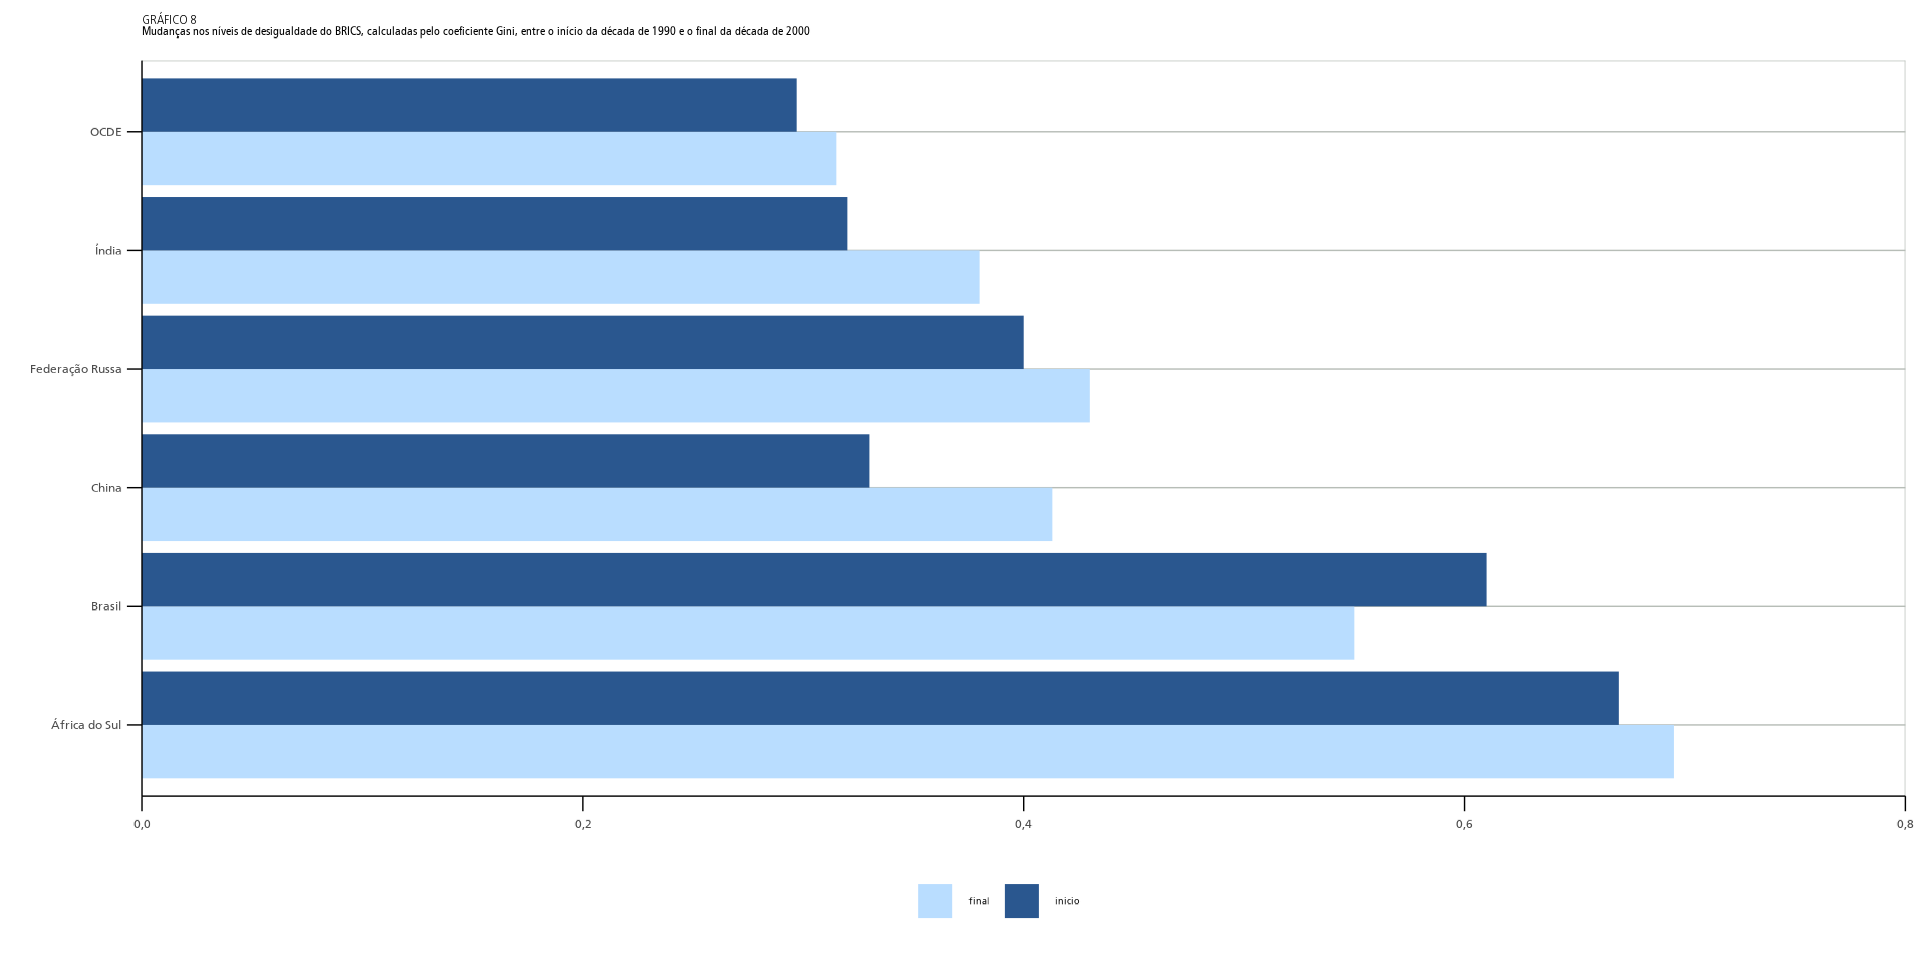 GRÁFICO 8
Mudanças nos níveis de desigualdade do BRICS, calculadas pelo coeficiente Gini, entre o início da década de 1990 e o final da década de 2000
OCDE
Índia
Federação Russa
China
Brasil
África do Sul
0,0
0,2
0,4
0,6
0,8
final
inicio